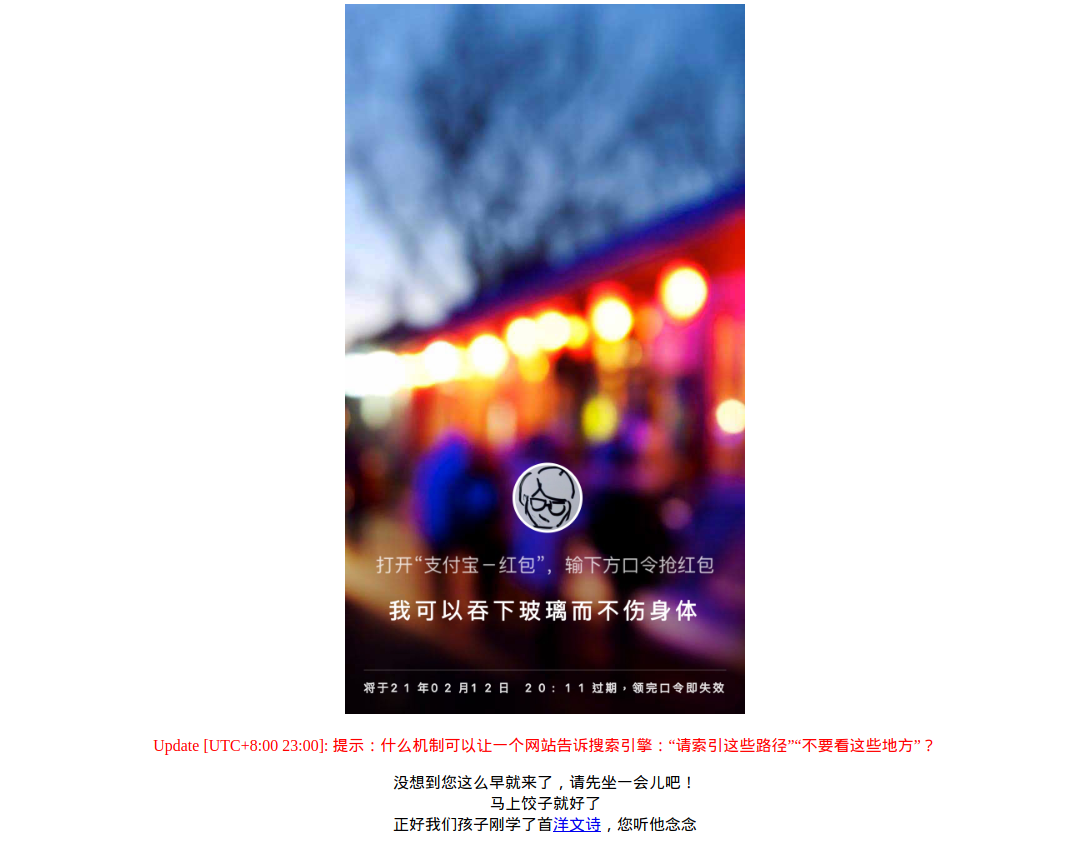 打开“支付宝－红包”，输下方口令抢红包
我可以吞下玻璃而不伤身体
将于21年02月12日 20:11过期，领完口令即失效
Update [UTC+8:00 23:00]: 提示：什么机制可以让一个网站告诉搜索引擎：“请索引这些路径”“不要看这些地方”？
没想到您这么早就来了，请先坐一会儿吧！
马上饺子就好了
正好我们孩子刚学了首洋文诗，您听他念念